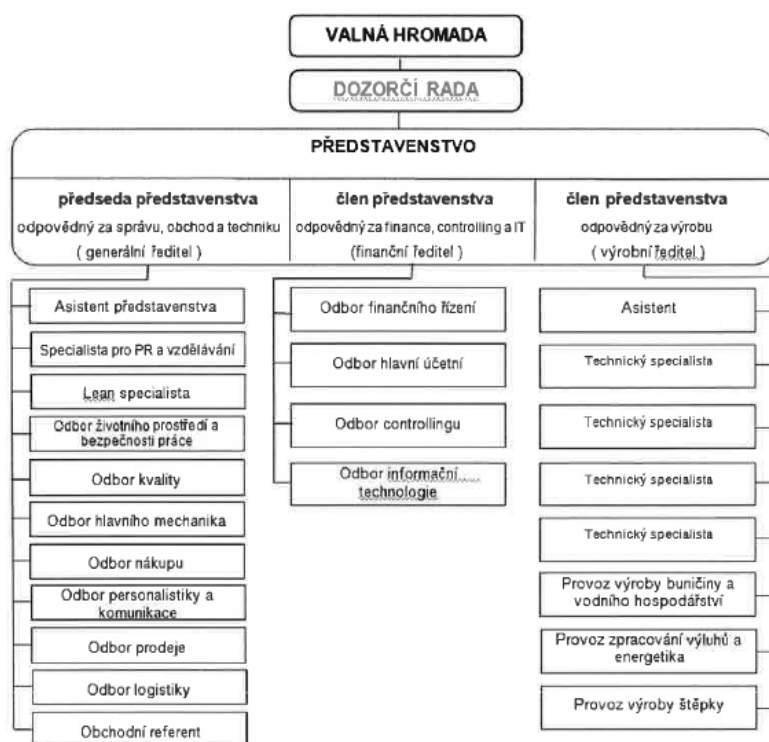 VALNÁ HROMADA
DOZORČÍ RADA
PŘEDSTAVENSTVO
předseda představenstva
odpovědný za správu, obchod a techniku
( generální ředitel )
člen představenstva
odpovědný za finance, controlling a IT
(finanční ředitel )
člen představenstva
odpovědný za výrobu
( výrobní ředitel )
Asistent představenstva
Specialista pro PR a vzdělávání
Lean specialista
Odbor životního prostředí a
bezpečnosti práce
Odbor kvality
Odbor hlavního mechanika
Odbor nákupu
Odbor personalistiky a
komunikace
Odbor prodeje
Odbor logistiky
Obchodní referent
Odbor finančního řízení
Odbor hlavní účetní
Odbor controllingu
Odbor informační
technologie
Asistent
Technický specialista
Technický specialista
Technický specialista
Technický specialista
Provoz výroby buničiny a
vodního hospodářství
Provoz zpracování výluhů a
energetika
Provoz výroby štěpky